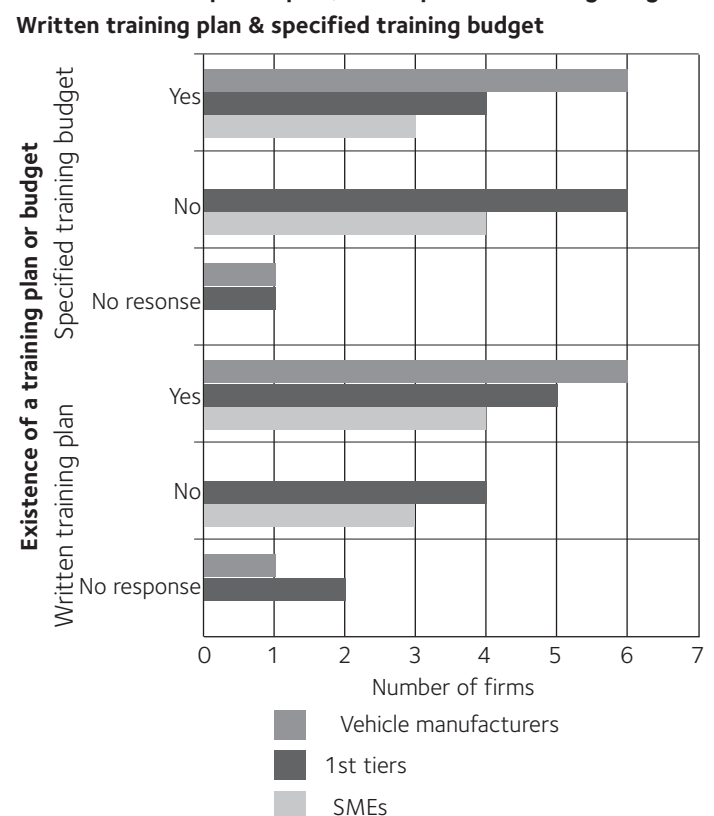 Written training plan & specified training budget
Existence of a training plan or budget
Specified training budget
Yes
No
No resonse
Written training plan
Yes
No
No response
0 1 2 3 4 5 6 7
Number of firms
Vehicle manufacturers
1st tiers
SMEs